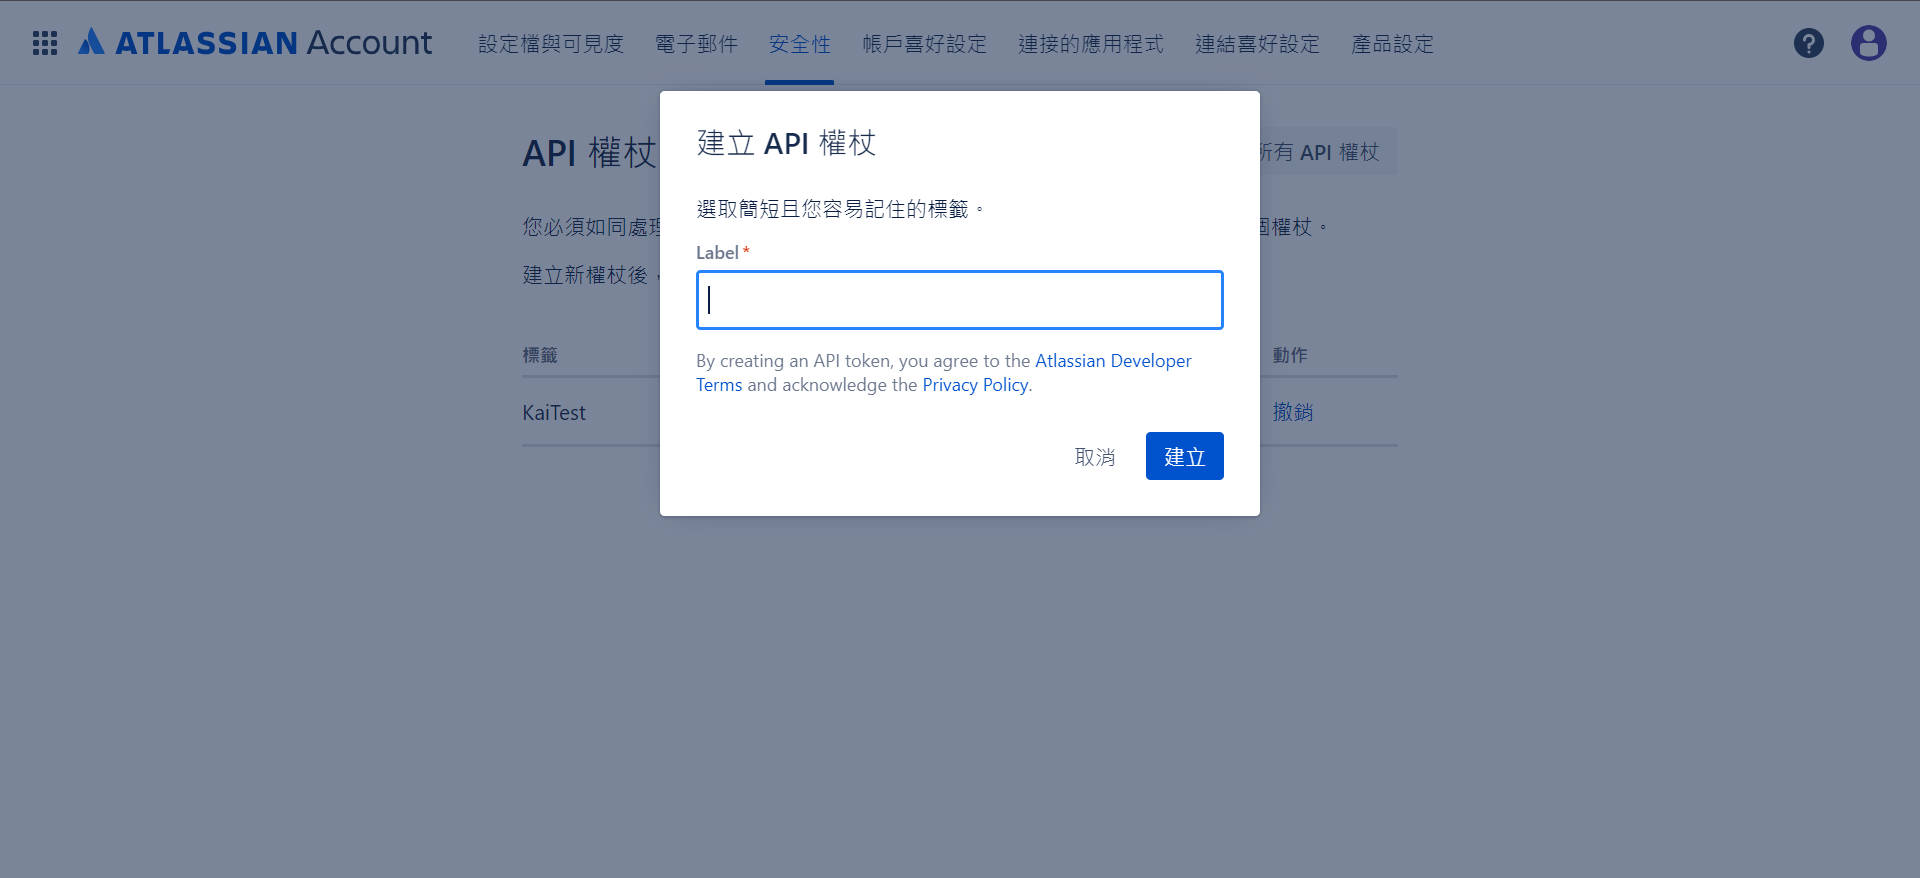 ATLASSIAN Account 設定檔與可見度 電子郵件 安全性 帳戶喜好設定 連接的應用程式 連結喜好設定 產品設定 ?
API 權杖
所有 API 權杖
建立 API 權杖
選取簡短且您容易記住的標籤。
您必須如同處理
個權杖。
Label *
建立新權杖後，
By creating an API token, you agree to the Atlassian Developer
Terms and acknowledge the Privacy Policy.
標籤
動作
KaiTest
撤銷
取消 建立